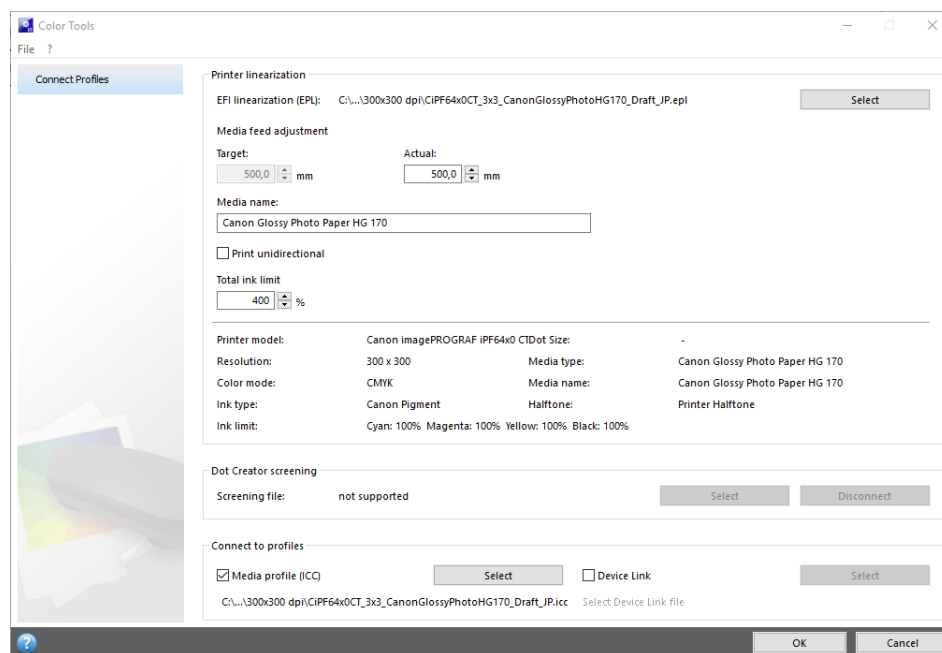 Color Tools
File ?
Connect Profiles
Printer linearization
EFI linearization (EPL): C:\...\300x300 dpi\CiPF64x0CT_3x3_CanonGlossyPhotoHG170_Draft_JP.epl Select
Media feed adjustment
Target: Actual:
500,0 mm 500,0 mm
Media name:
Canon Glossy Photo Paper HG 170
Print unidirectional
Total ink limit
400 %
Printer model: Canon imagePROGRAF iPF64x0 CTDot Size: -
Resolution: 300 x 300 Media type: Canon Glossy Photo Paper HG 170
Color mode: CMYK Media name: Canon Glossy Photo Paper HG 170
Ink type: Canon Pigment Halftone: Printer Halftone
Ink limit: Cyan: 100% Magenta: 100% Yellow: 100% Black: 100%
Dot Creator screening
Screening file: not supported Select Disconnect
Connect to profiles
Media profile (ICC) Select Device Link Select
C:\...\300x300 dpi\CiPF64x0CT_3x3_CanonGlossyPhotoHG170_Draft_JP.icc Select Device Link file
? OK Cancel